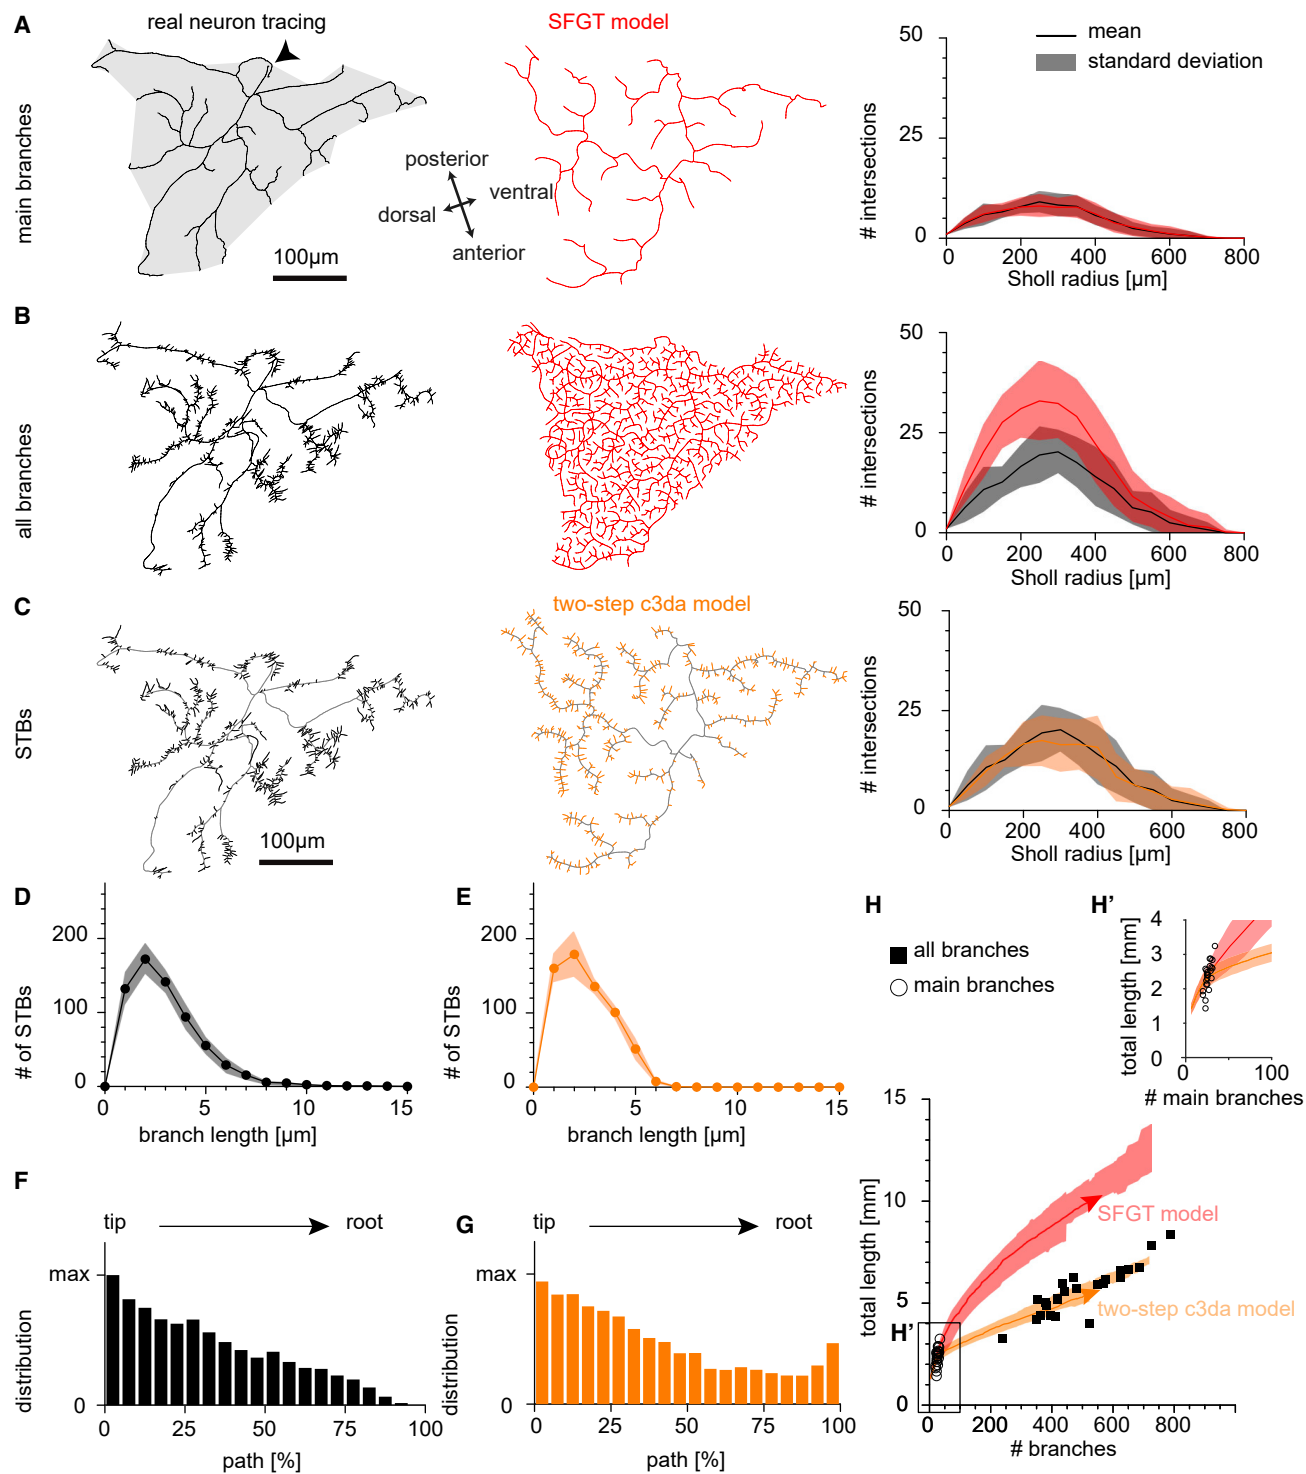 A
real neuron tracing
SFGT model
main branches
posterior
ventral
dorsal
anterior
100µm
mean
standard deviation
50
25
0
# intersections
0 200 400 600 800
Sholl radius [µm]
B
all branches
50
25
0
# intersections
0 200 400 600 800
Sholl radius [µm]
C
two-step c3da model
STBs
100µm
50
25
0
# intersections
0 200 400 600 800
Sholl radius [µm]
D
200
100
0
# of STBs
0 5 10 15
branch length [µm]
E
200
100
0
# of STBs
0 5 10 15
branch length [µm]
F
tip root
max
0
distribution
0 25 50 75 100
path [%]
G
tip root
max
0
distribution
0 25 50 75 100
path [%]
H
all branches
main branches
H'
4
3
2
1
0
total length [mm]
0 100
# main branches
15
10
5
0
total length [mm]
SFGT model
two-step c3da model
H'
0 200 400 600 800
# branches